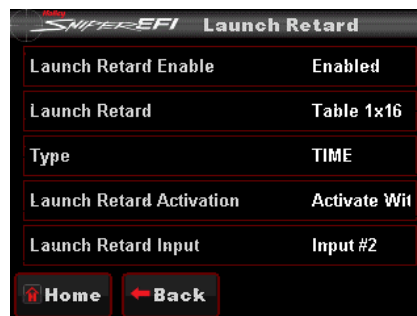 Holley
SNIPER EFI Launch Retard
Launch Retard Enable Enabled
Launch Retard Table 1x16
Type TIME
Launch Retard Activation Activate Wit
Launch Retard Input Input #2
Home Back